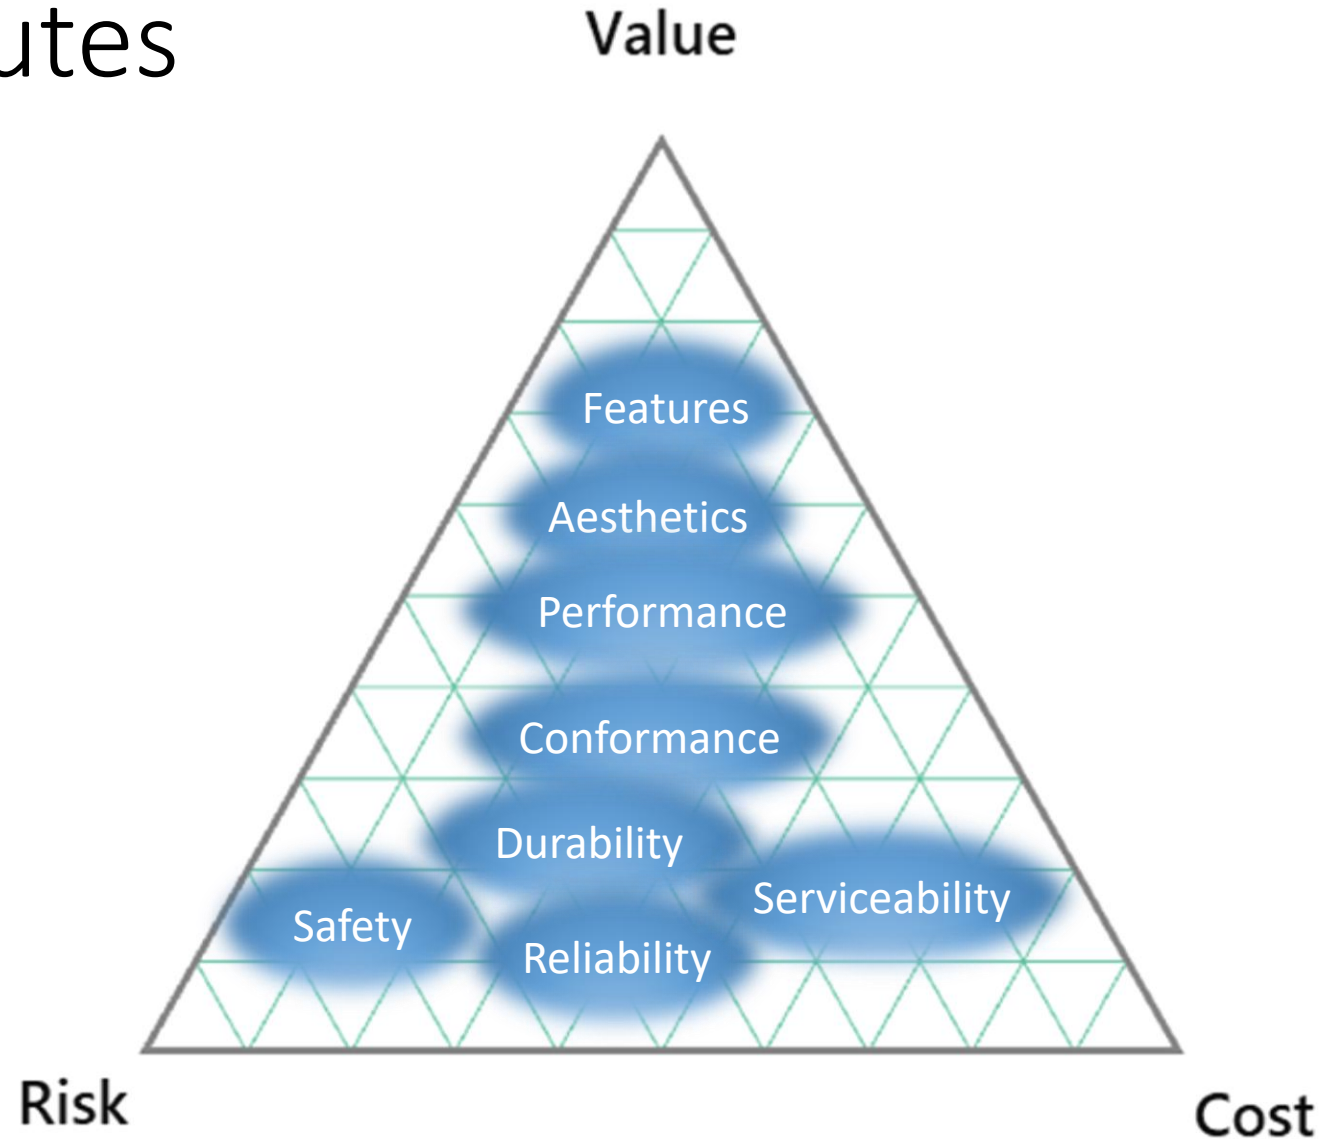 utes
Value
Features
Aesthetics
Performance
Conformance
Durability
Serviceability
Safety
Reliability
Risk
Cost